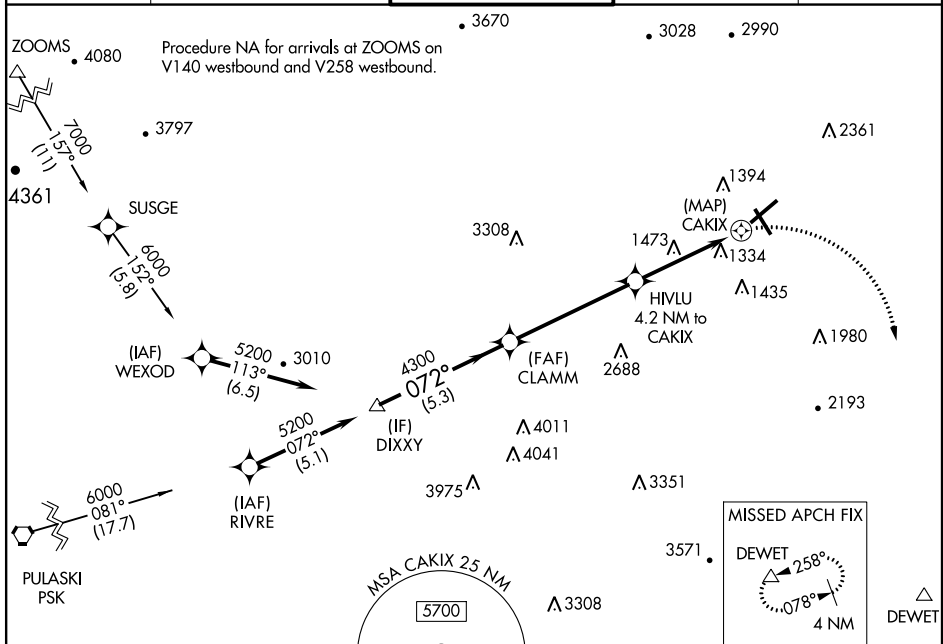 3670
3028
2990
ZOOMS
4080
Procedure NA for arrivals at ZOOMS on
V140 westbound and V258 westbound.
7000
157°
(11)
3797
2361
4361
SUSGE
1394
(MAP)
CAKIX
6000
152°
(5.8)
3308
1473
1334
HIVLU
4.2 NM to
CAKIX
1435
(IAF)
WEXOD
5200
113°
(6.5)
3010
4300
072°
(5.3)
(FAF)
CLAMM
2688
1980
(IF)
DIXXY
2193
5200
072°
(5.1)
4011
4041
(IAF)
RIVRE
3975
3351
6000
081°
(17.7)
PULASKI
PSK
MISSED APCH FIX
DEWET
258°
078°
4 NM
3571
MSA CAKIX 25 NM
5700
3308
DEWET